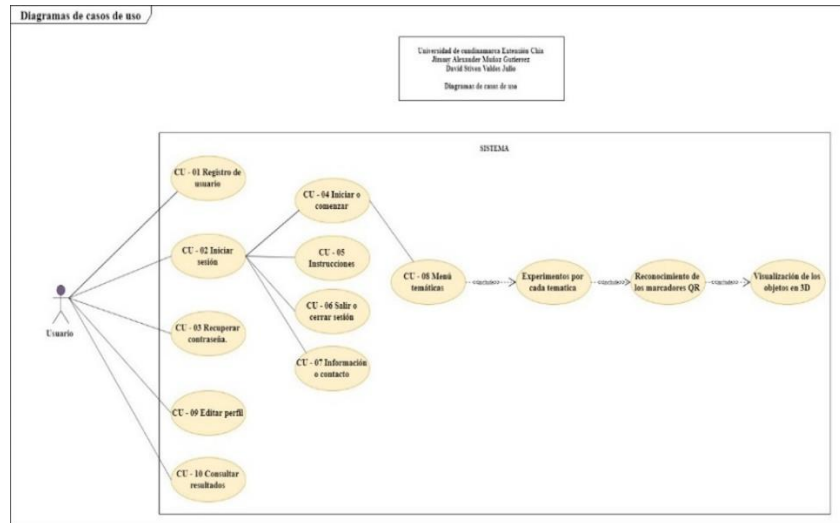 Diagramas de casos de uso
Universidad de cundinamarca Extensión Chia
Jimmy Alexander Muñoz Gutierrez
David Stiven Valdes Julio
Diagramas de casos de uso
SISTEMA
CU - 01 Registro de
usuario
CU - 02 Iniciar
sesión
CU - 03 Recuperar
contraseña.
CU - 09 Editar perfil
CU - 10 Consultar
resultados
Usuario
CU - 04 Iniciar o
comenzar
CU - 05
Instrucciones
CU - 06 Salir o
cerrar sesión
CU - 07 Información
o contacto
CU - 08 Menú
temáticas
Experimentos por
cada tematica
Reconocimiento de
los marcadores QR
Visualización de los
objetos en 3D